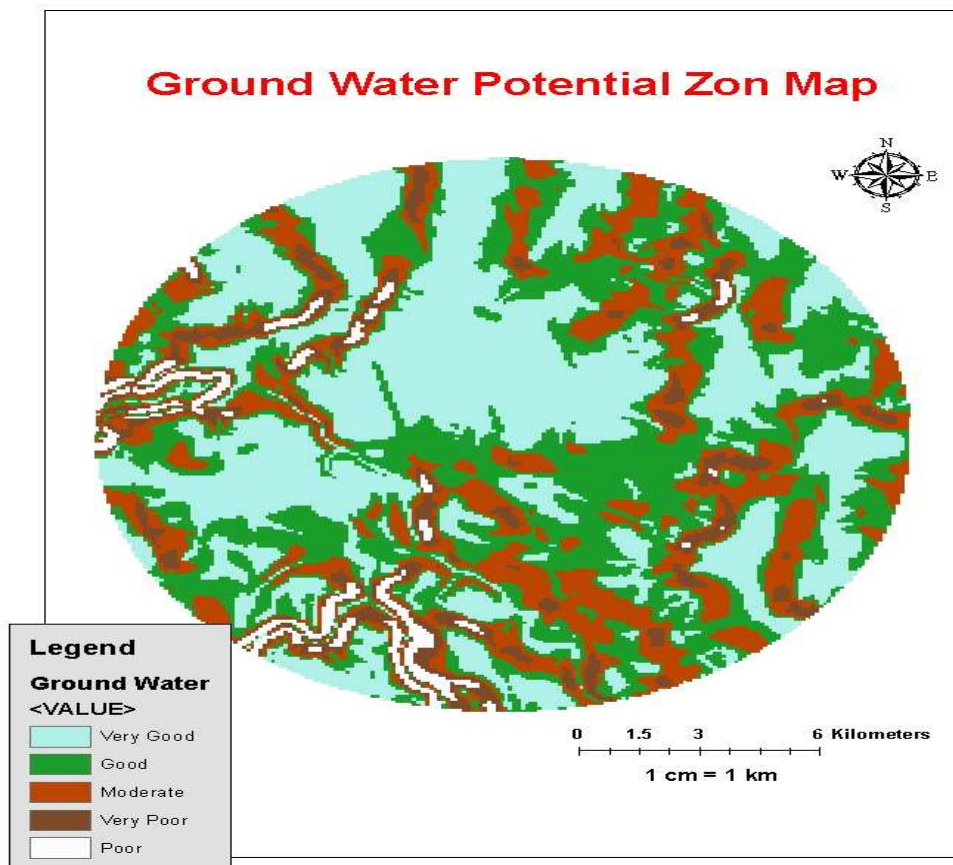 Ground Water Potential Zon Map
N
W E
S
Legend
Ground Water
<VALUE>
Very Good
Good
Moderate
Very Poor
Poor
0 1.5 3 6 Kilometers
1 cm = 1 km